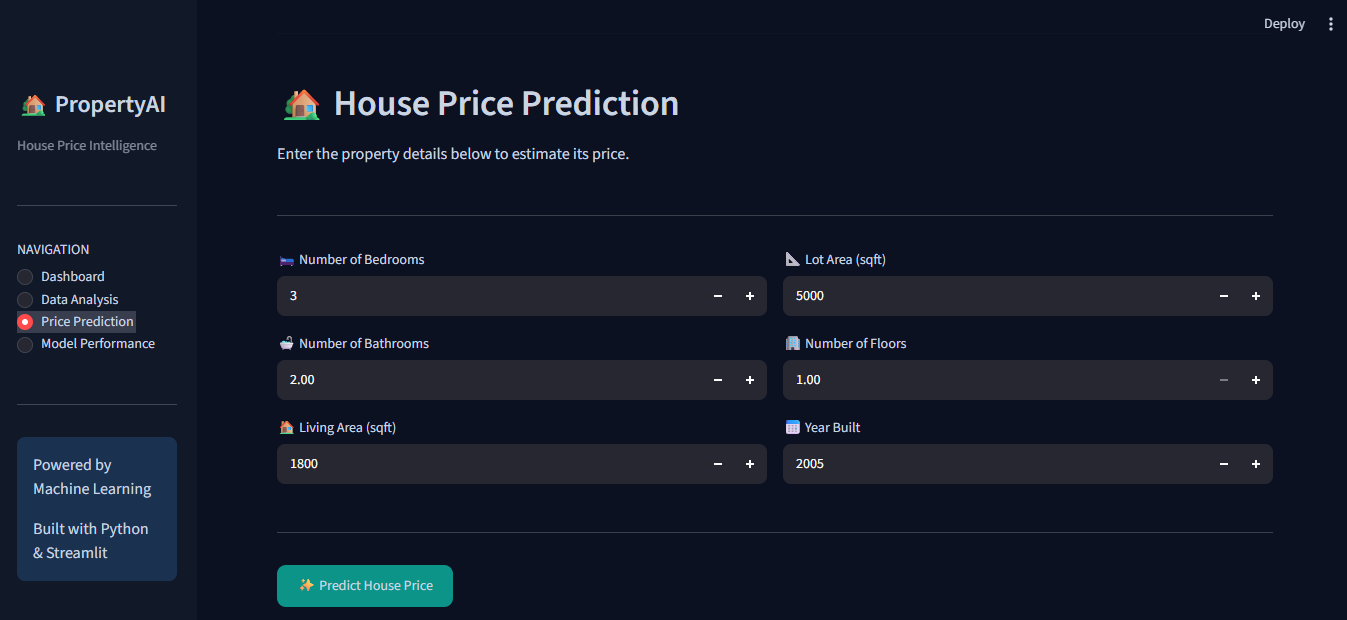 Deploy
PropertyAI
House Price Intelligence
NAVIGATION
Dashboard
Data Analysis
Price Prediction
Model Performance
Powered by
Machine Learning
Built with Python
& Streamlit
House Price Prediction
Enter the property details below to estimate its price.
Number of Bedrooms
3
Lot Area (sqft)
5000
Number of Bathrooms
2.00
Number of Floors
1.00
Living Area (sqft)
1800
Year Built
2005
Predict House Price